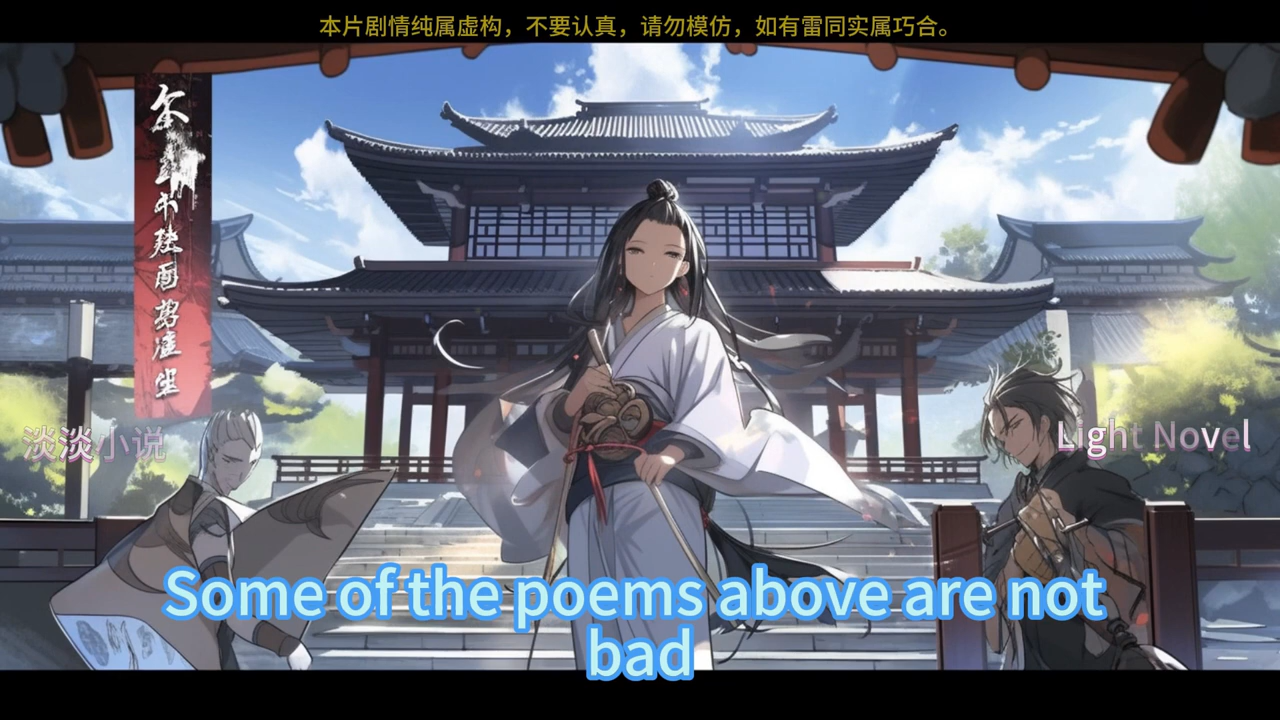 本片剧情纯属虚构，不要认真，请勿模仿，如有雷同实属巧合。
淡淡小说
Light Novel
Some of the poems above are not
bad